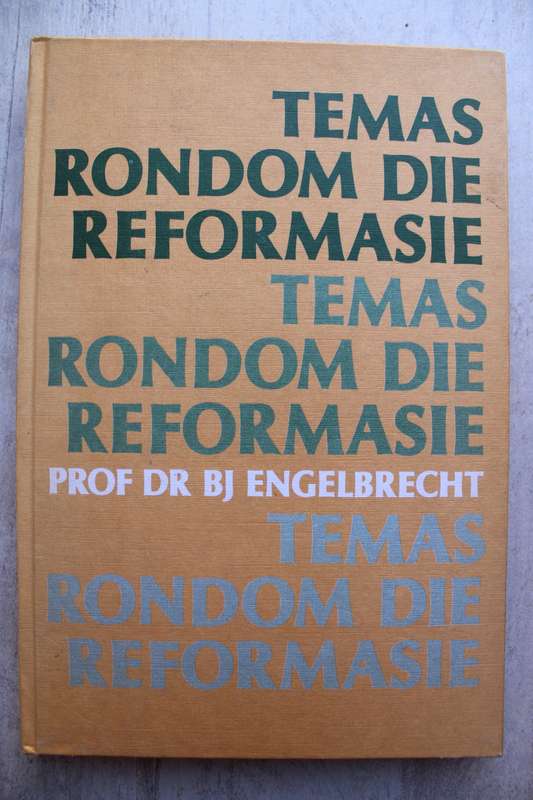 TEMAS
RONDOM DIE
REFORMASIE
TEMAS
RONDOM DIE
REFORMASIE
PROF DR BJ ENGELBRECHT
TEMAS
RONDOM DIE
REFORMASIE